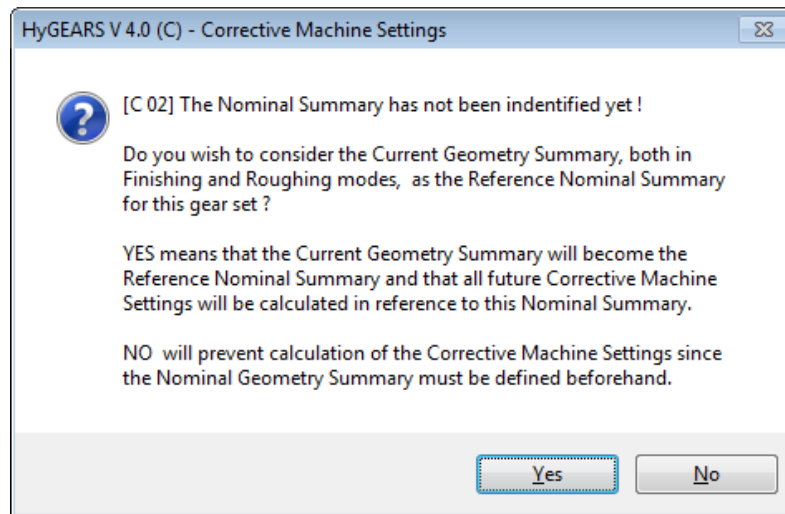 HyGEARS V 4.0 (C) - Corrective Machine Settings
[C 02] The Nominal Summary has not been indentified yet !
Do you wish to consider the Current Geometry Summary, both in
Finishing and Roughing modes,  as the Reference Nominal Summary
for this gear set ?
YES means that the Current Geometry Summary will become the
Reference Nominal Summary and that all future Corrective Machine
Settings will be calculated in reference to this Nominal Summary.
NO  will prevent calculation of the Corrective Machine Settings since
the Nominal Geometry Summary must be defined beforehand.
Yes No